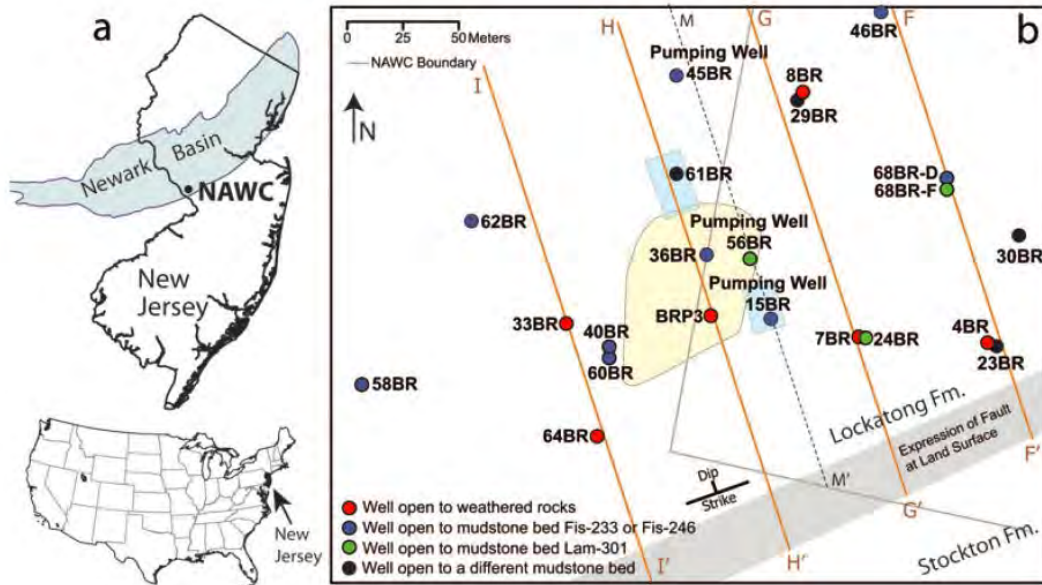 a
Newark Basin
NAWC
New
Jersey
New
Jersey
b
0 25 50 Meters
NAWC Boundary
N
I
H
M
G
F
46BR
Pumping Well
45BR
8BR
29BR
61BR
68BR-D
68BR-F
62BR
Pumping Well
56BR
36BR
30BR
Pumping Well
15BR
33BR
BRP3
40BR
60BR
7BR
24BR
4BR
23BR
58BR
64BR
Lockatong Fm.
Expression of Fault
at Land Surface
F'
Dip
Strike
M'
G'
H'
I'
Stockton Fm.
Well open to weathered rocks
Well open to mudstone bed Fis-233 or Fis-246
Well open to mudstone bed Lam-301
Well open to a different mudstone bed